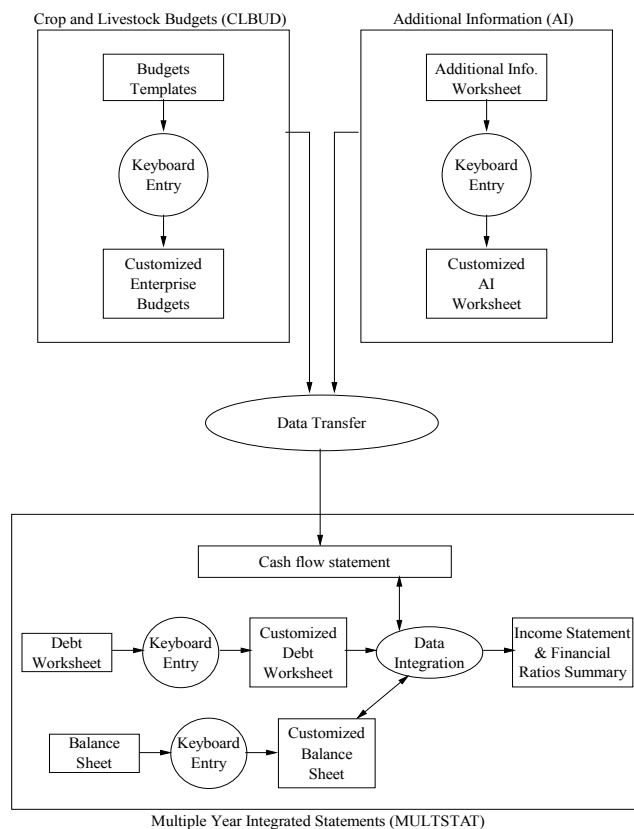 Crop and Livestock Budgets (CLBUD)
Additional Information (AI)
Budgets
Templates
Keyboard
Entry
Customized
Enterprise
Budgets
Additional Info.
Worksheet
Keyboard
Entry
Customized
AI
Worksheet
Data Transfer
Cash flow statement
Debt
Worksheet
Keyboard
Entry
Customized
Debt
Worksheet
Data
Integration
Income Statement
& Financial
Ratios Summary
Balance
Sheet
Keyboard
Entry
Customized
Balance
Sheet
Multiple Year Integrated Statements (MULTSTAT)